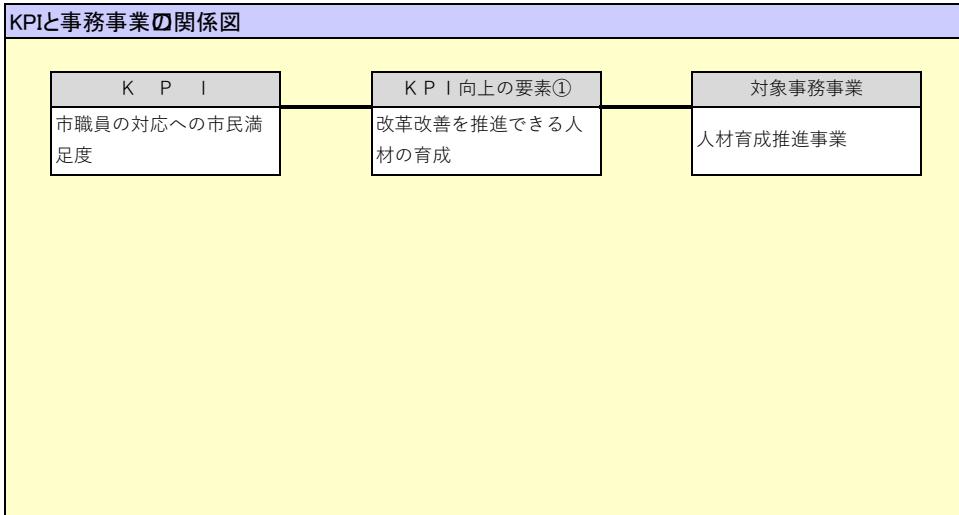 KPIと事務事業の関係図
Ｋ　Ｐ　Ｉ
ＫＰＩ向上の要素①
対象事務事業
市職員の対応への市民満
足度
改革改善を推進できる人
材の育成
人材育成推進事業